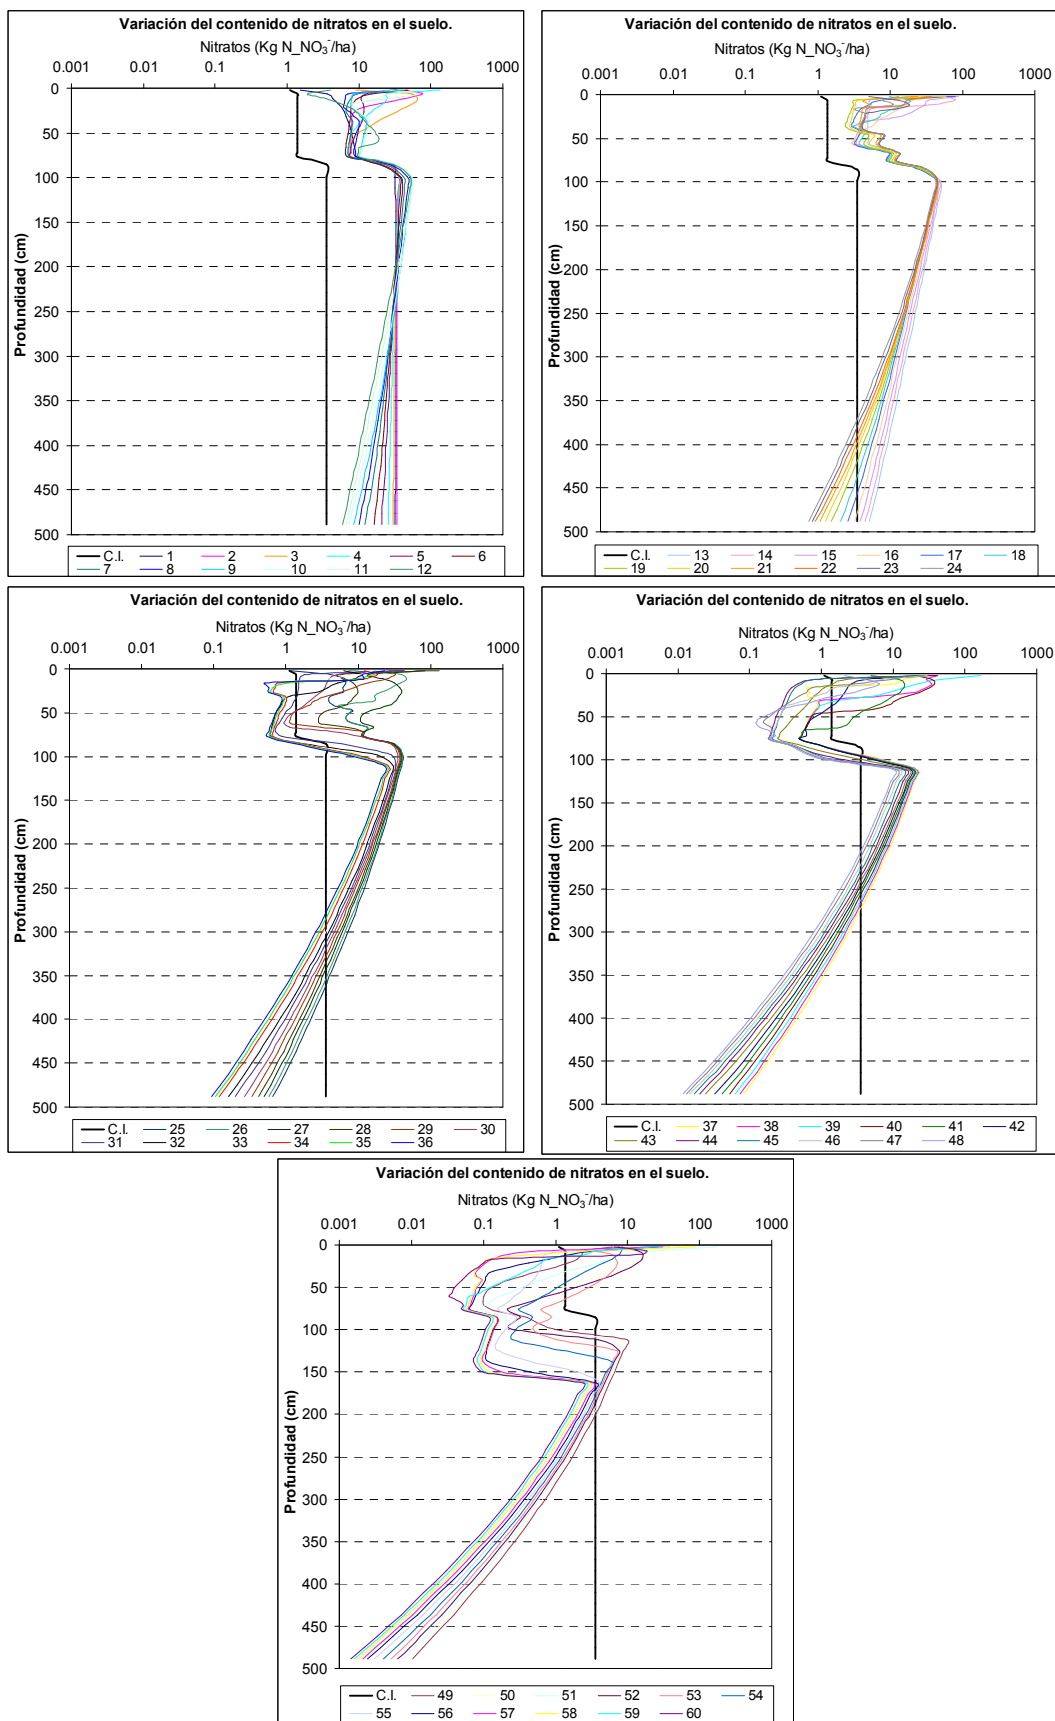 Variación del contenido de nitratos en el suelo.
Nitratos (Kg N_NO3-/ha)
0.001 0.1 1 10 100 1000
Profundidad (cm)
0
50
100
150
200
250
300
350
400
450
500
C.I. 1 2 3 4 5 6
7 8 9 10 11 12
Variación del contenido de nitratos en el suelo.
Nitratos (Kg N_NO3-/ha)
0.001 0.1 1 10 100 1000
Profundidad (cm)
0
50
100
150
200
250
300
350
400
450
500
C.I. 13 14 15 16 17 18
19 20 21 22 23 24
Variación del contenido de nitratos en el suelo.
Nitratos (Kg N_NO3-/ha)
0.001 0.01 0.1 1 10 100 1000
Profundidad (cm)
0
50
100
150
200
250
300
350
400
450
500
C.I. 25 26 27 28 29 30
31 32 33 34 35 36
Variación del contenido de nitratos en el suelo.
Nitratos (Kg N_NO3-/ha)
0.001 0.01 0.1 1 10 100 1000
Profundidad (cm)
0
50
100
150
200
250
300
350
400
450
500
C.I. 37 38 39 40 41 42
43 44 45 46 47 48
Variación del contenido de nitratos en el suelo.
Nitratos (Kg N_NO3-/ha)
0.001 0.01 0.1 1 10 100 1000
Profundidad (cm)
0
50
100
150
200
250
300
350
400
450
500
C.I. 49 50 51 52 53 54
55 56 57 58 59 60